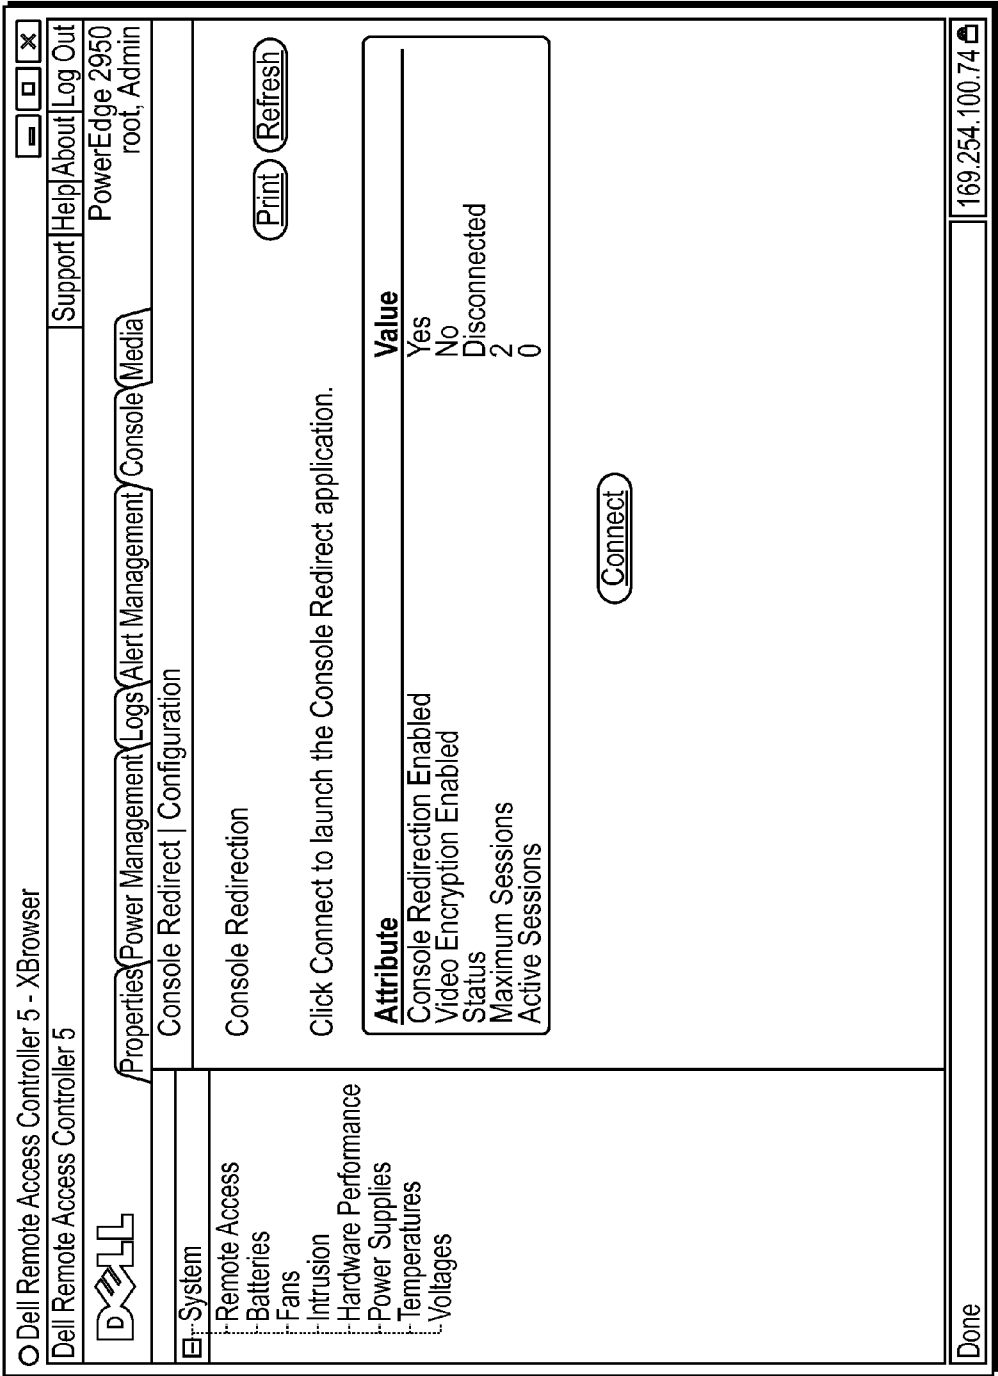 Dell Remote Access Controller 5 - XBrowser
Dell Remote Access Controller 5
Support | Help | About | Log Out
DELL
PowerEdge 2950
root, Admin
Properties Power Management Logs Alert Management Console Media
Console Redirect | Configuration
System
Remote Access
Batteries
Fans
Intrusion
Hardware Performance
Power Supplies
Temperatures
Voltages
Console Redirection
Print Refresh
Click Connect to launch the Console Redirect application.
Attribute Value
Console Redirection Enabled Yes
Video Encryption Enabled No
Status Disconnected
Maximum Sessions 2
Active Sessions 0
Connect
Done 169.254.100.74